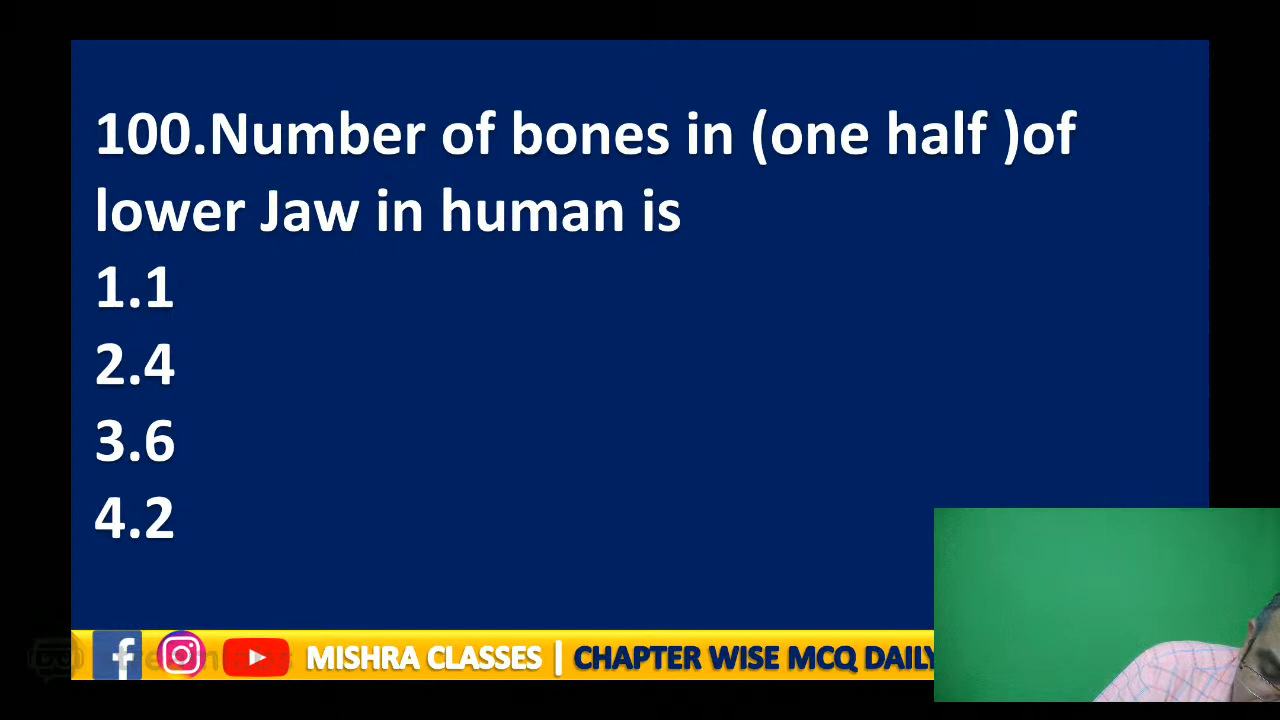 100.Number of bones in (one half )of
lower Jaw in human is
1.1
2.4
3.6
4.2
MISHRA CLASSES | CHAPTER WISE MCQ DAILY